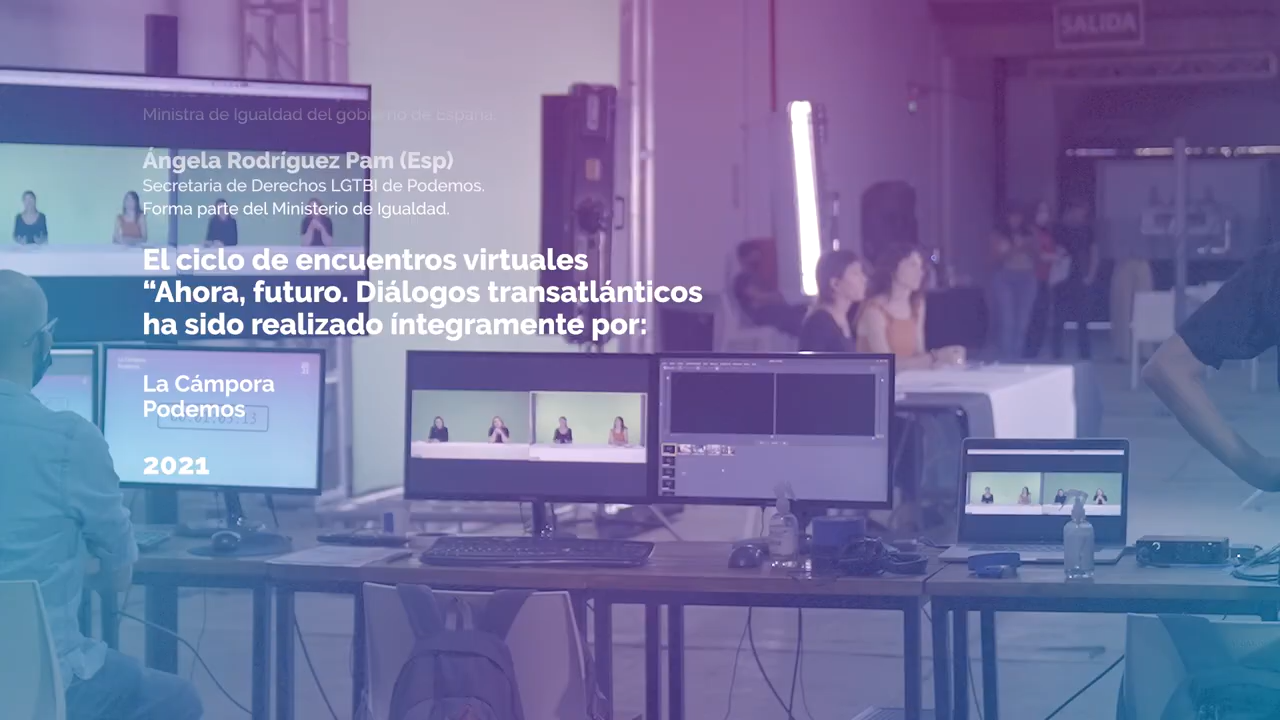 SALIDA
Ministra de Igualdad del gobierno de España.
Ángela Rodríguez Pam (Esp)
Secretaria de Derechos LGTBI de Podemos.
Forma parte del Ministerio de Igualdad.
El ciclo de encuentros virtuales
“Ahora, futuro. Diálogos transatlánticos
ha sido realizado íntegramente por:
La Cámpora
Podemos
2021